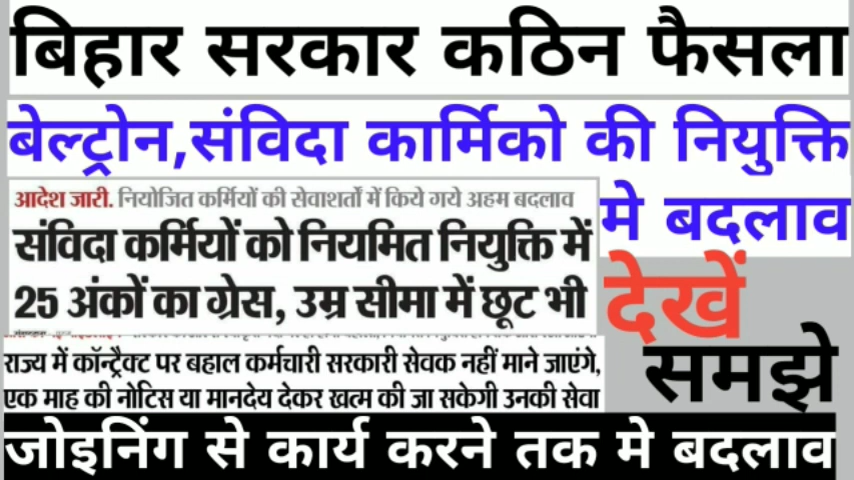 बिहार सरकार कठिन फैसला
बेल्ट्रोन,संविदा कार्मिको की नियुक्ति
मे बदलाव
आदेश जारी. नियोजित कर्मियों की सेवाशर्तों में किये गये अहम बदलाव
संविदा कर्मियों को नियमित नियुक्ति में
25 अंकों का ग्रेस, उम्र सीमा में छूट भी
देखें
समझे
राज्य में कॉन्ट्रैक्ट पर बहाल कर्मचारी सरकारी सेवक नहीं माने जाएंगे,
एक माह की नोटिस या मानदेय देकर खत्म की जा सकेगी उनकी सेवा
जोइनिंग से कार्य करने तक मे बदलाव